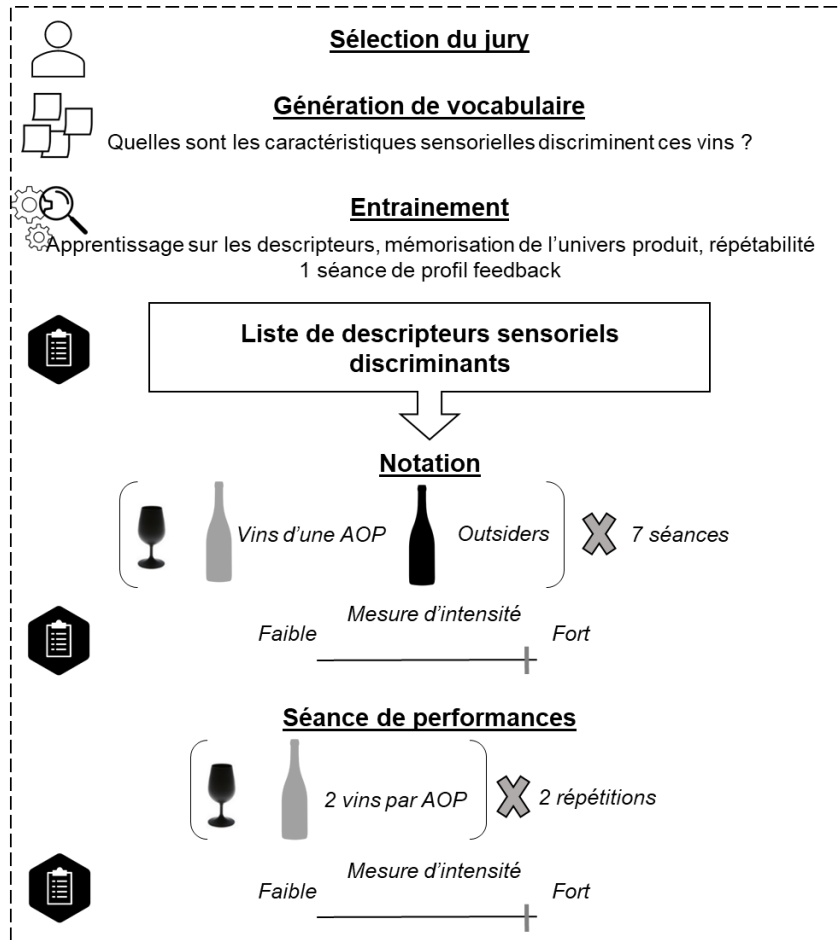 Sélection du jury
Génération de vocabulaire
Quelles sont les caractéristiques sensorielles discriminent ces vins ?
Entrainement
Apprentissage sur les descripteurs, mémorisation de l'univers produit, répétabilité
1 séance de profil feedback
Liste de descripteurs sensoriels
discriminants
Notation
Vins d'une AOP Outsiders 7 séances
Mesure d'intensité
Faible Fort
Séance de performances
2 vins par AOP 2 répétitions
Mesure d'intensité
Faible Fort